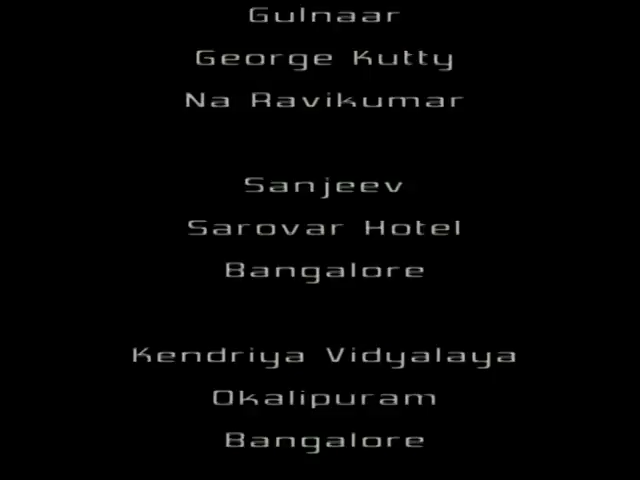 Gulnaar
George Kutty
Na Ravikumar
Sanjeev
Sarovar Hotel
Bangalore
Kendriya Vidyalaya
Okalipuram
Bangalore